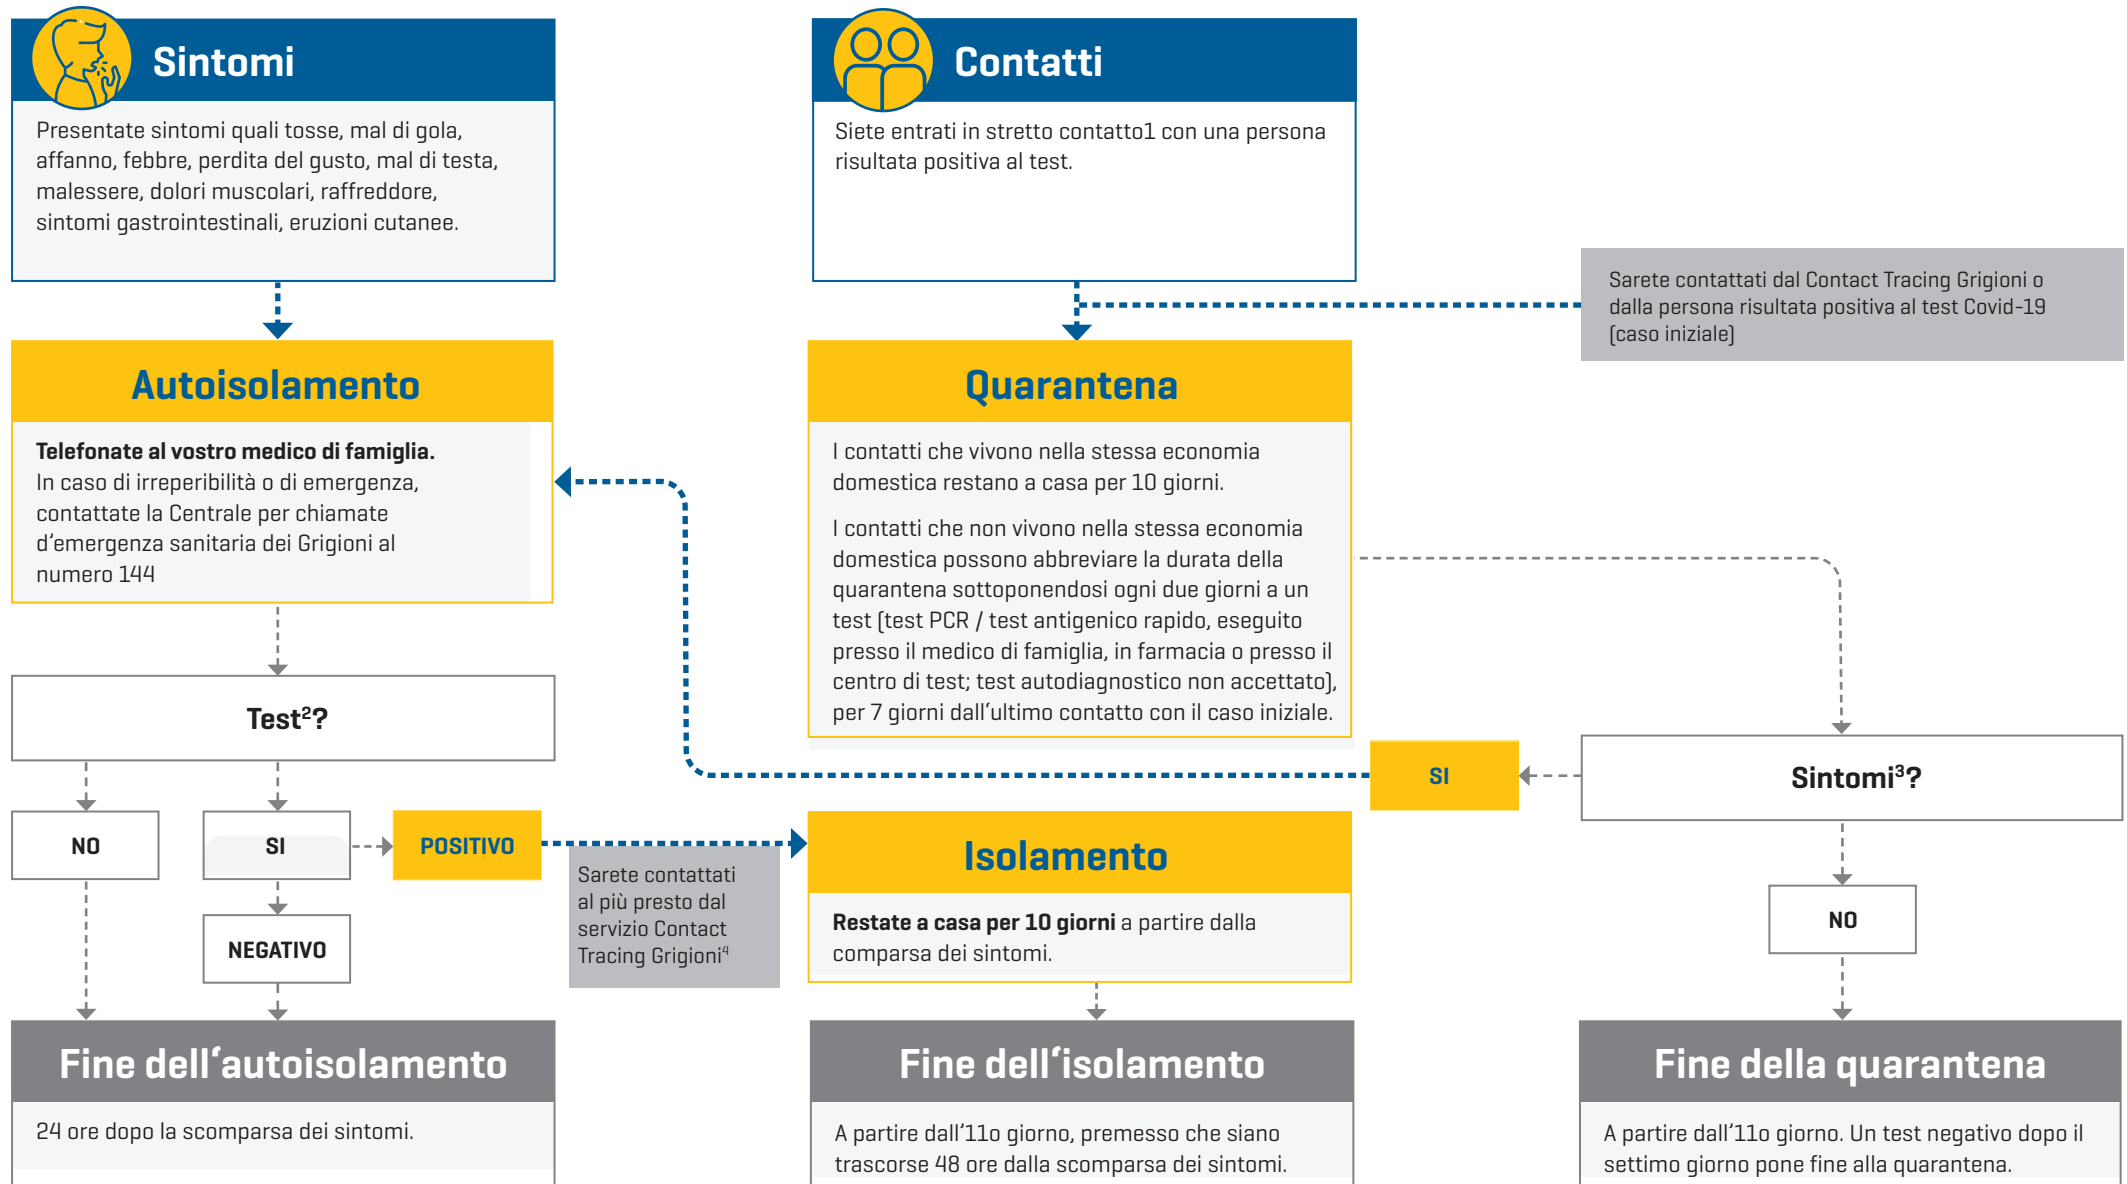 Sintomi
Presentate sintomi quali tosse, mal di gola,
affanno, febbre, perdita del gusto, mal di testa,
malessere, dolori muscolari, raffreddore,
sintomi gastrointestinali, eruzioni cutanee.
Contatti
Siete entrati in stretto contatto1 con una persona
risultata positiva al test.
Sarete contattati dal Contact Tracing Grigioni o
dalla persona risultata positiva al test Covid-19
(caso iniziale)
Autoisolamento
Telefonate al vostro medico di famiglia.
In caso di irreperibilità o di emergenza,
contattate la Centrale per chiamate
d'emergenza sanitaria dei Grigioni al
numero 144
Quarantena
I contatti che vivono nella stessa economia
domestica restano a casa per 10 giorni.
I contatti che non vivono nella stessa economia
domestica possono abbreviare la durata della
quarantena sottoponendosi ogni due giorni a un
test (test PCR / test antigenico rapido, eseguito
presso il medico di famiglia, in farmacia o presso il
centro di test; test autodiagnostico non accettato),
per 7 giorni dall'ultimo contatto con il caso iniziale.
Test²?
NO
SI
POSITIVO
NEGATIVO
Sarete contattati
al più presto dal
servizio Contact
Tracing Grigioni⁴
SI
Sintomi³?
NO
Isolamento
Restate a casa per 10 giorni a partire dalla
comparsa dei sintomi.
Fine dell‘autoisolamento
24 ore dopo la scomparsa dei sintomi.
Fine dell‘isolamento
A partire dall'11o giorno, premesso che siano
trascorse 48 ore dalla scomparsa dei sintomi.
Fine della quarantena
A partire dall'11o giorno. Un test negativo dopo il
settimo giorno pone fine alla quarantena.